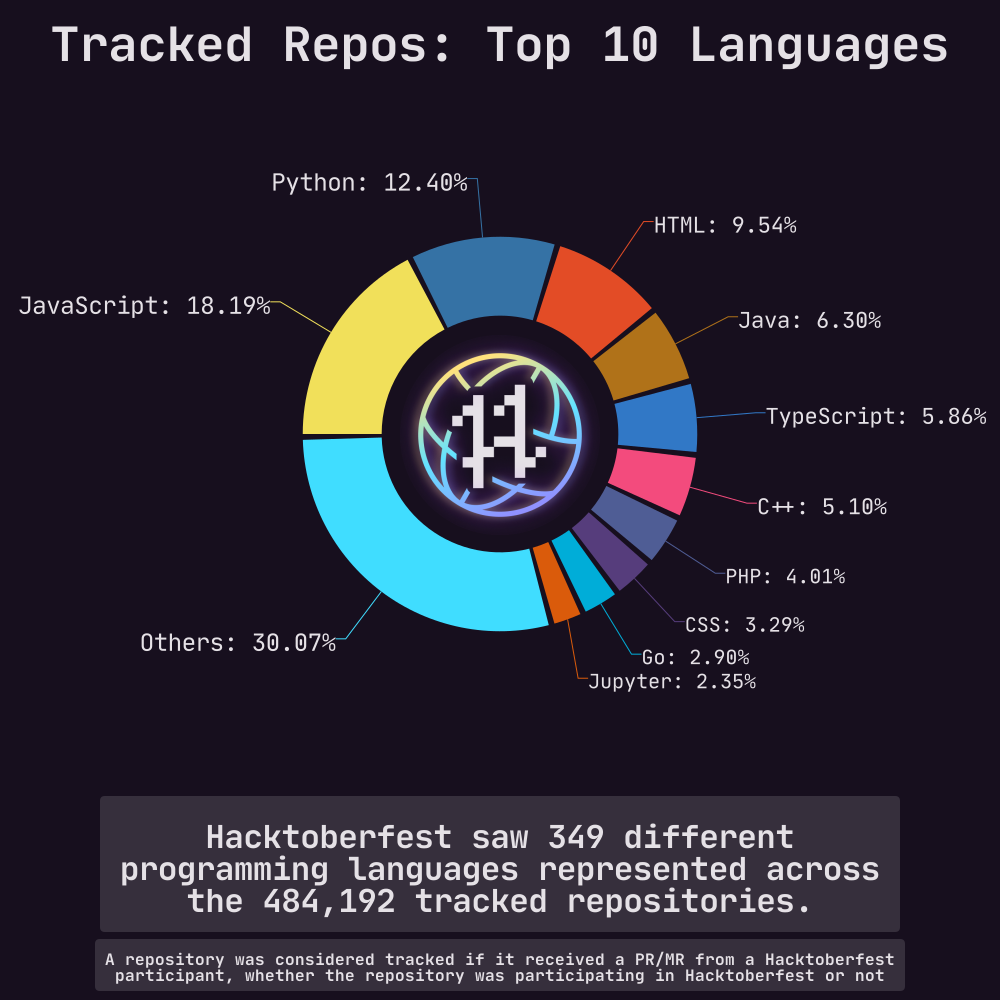 Tracked Repos: Top 10 Languages
Python: 12.40%
HTML: 9.54%
JavaScript: 18.19%
Java: 6.30%
TypeScript: 5.86%
C++: 5.10%
PHP: 4.01%
CSS: 3.29%
Others: 30.07%
Go: 2.90%
Jupyter: 2.35%
Hacktoberfest saw 349 different
programming languages represented across
the 484,192 tracked repositories.
A repository was considered tracked if it received a PR/MR from a Hacktoberfest
participant, whether the repository was participating in Hacktoberfest or not